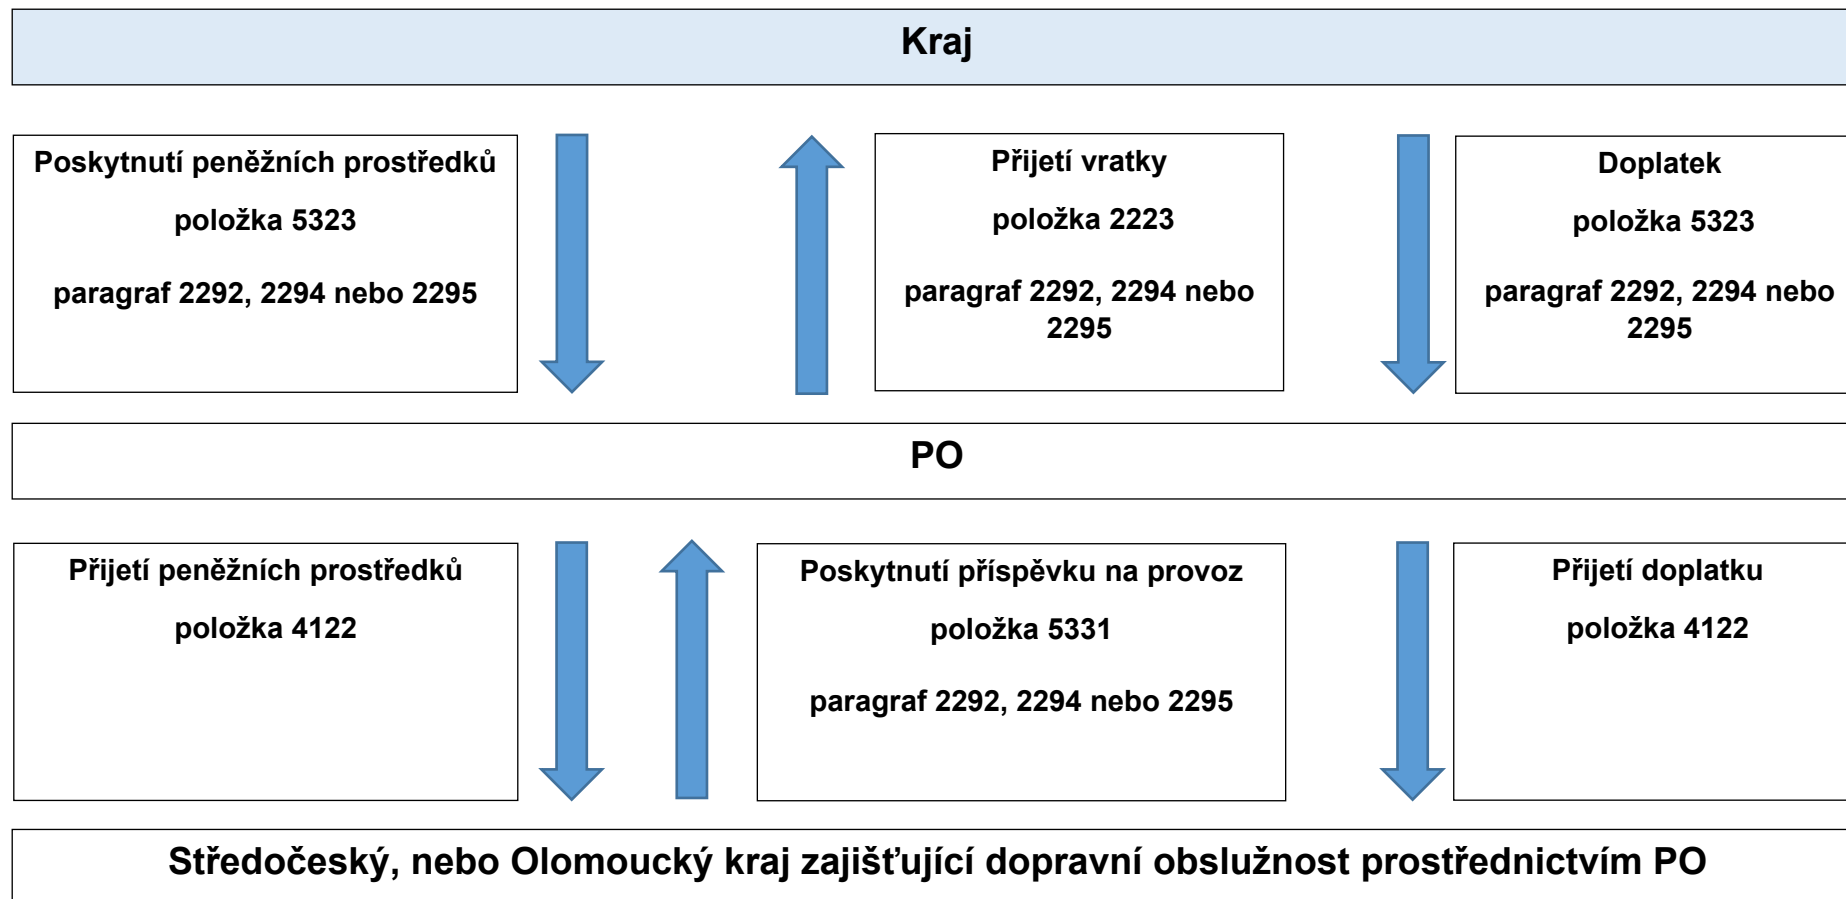 Kraj
Poskytnutí peněžních prostředků
položka 5323
paragraf 2292, 2294 nebo 2295
Přijetí vratky
položka 2223
paragraf 2292, 2294 nebo
2295
Doplatek
položka 5323
paragraf 2292, 2294 nebo
2295
PO
Přijetí peněžních prostředků
položka 4122
Poskytnutí příspěvku na provoz
položka 5331
paragraf 2292, 2294 nebo 2295
Přijetí doplatku
položka 4122
Středočeský, nebo Olomoucký kraj zajišťující dopravní obslužnost prostřednictvím PO